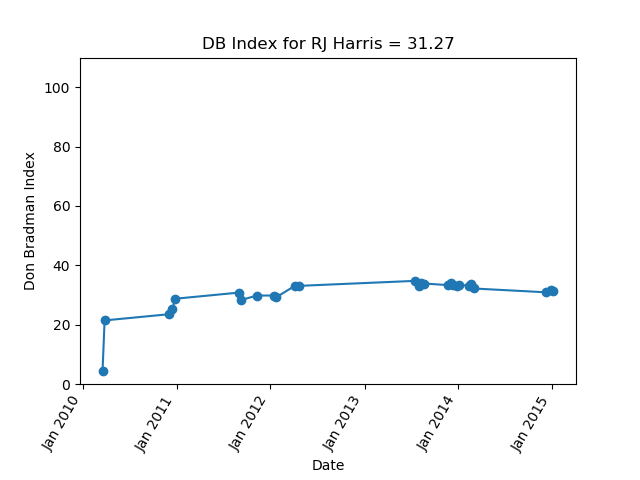 DB Index for RJ Harris = 31.27
100
80
60
40
20
0
Don Bradman Index
Jan 2010
Jan 2011
Jan 2012
Jan 2013
Jan 2014
Jan 2015
Date